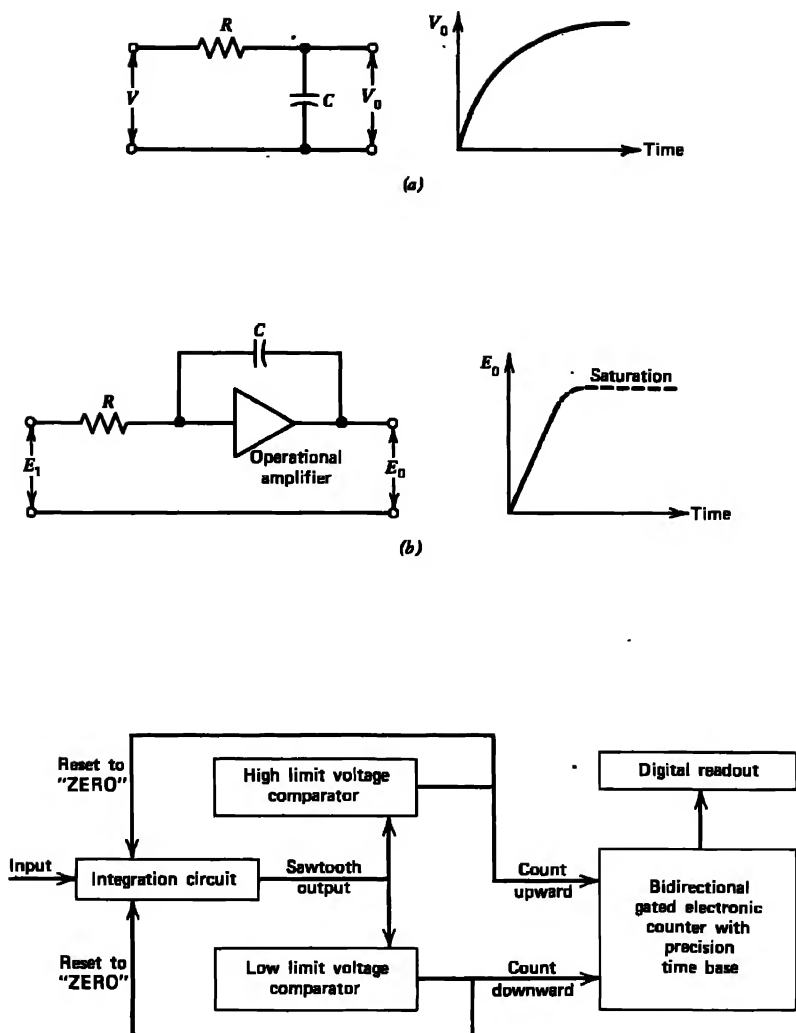 R
V
C
V₀
V₀
Time
(a)
C
R
E₁
Operational
amplifier
E₀
E₀
Saturation
Time
(b)
Reset to
"ZERO"
High limit voltage
comparator
Digital readout
Input
Integration circuit
Sawtooth
output
Count
upward
Bidirectional
gated electronic
counter with
precision
time base
Reset to
"ZERO"
Low limit voltage
comparator
Count
downward